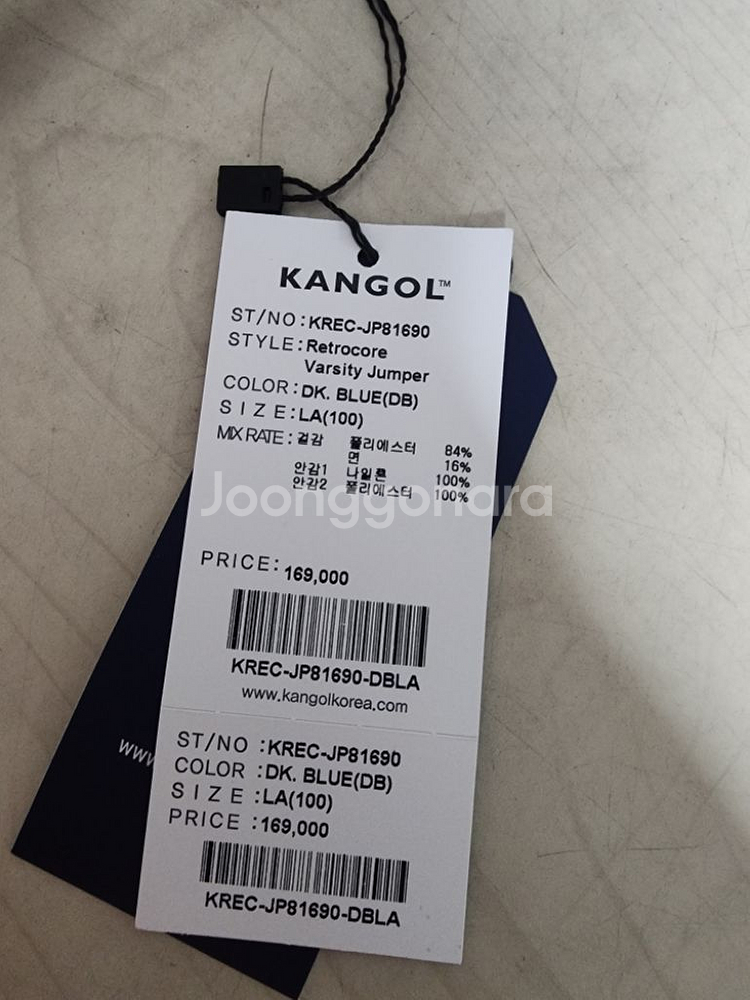 KANGOL™
ST/NO : KREC-JP81690
STYLE : Retrocore
Varsity Jumper
COLOR : DK. BLUE(DB)
SIZE : LA(100)
MIX RATE : 겉감 폴리에스터 84%
면 16%
안감1 나일론 100%
안감2 폴리에스터 100%
Joonggonara
PRICE : 169,000
KREC-JP81690-DBLA
www.kangolkorea.com
ST/NO : KREC-JP81690
COLOR : DK. BLUE(DB)
SIZE : LA(100)
PRICE : 169,000
KREC-JP81690-DBLA
www